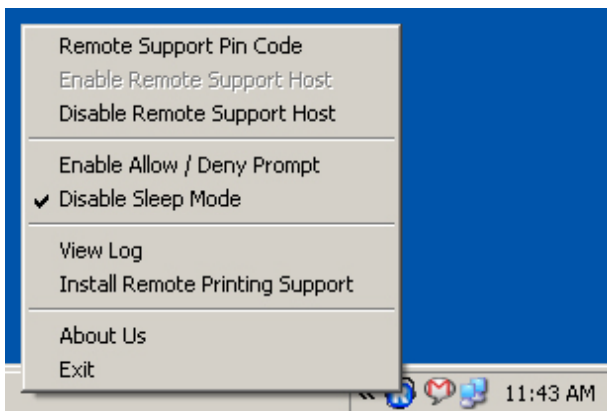 Remote Support Pin Code
Enable Remote Support Host
Disable Remote Support Host
Enable Allow / Deny Prompt
Disable Sleep Mode
View Log
Install Remote Printing Support
About Us
Exit
11:43 AM